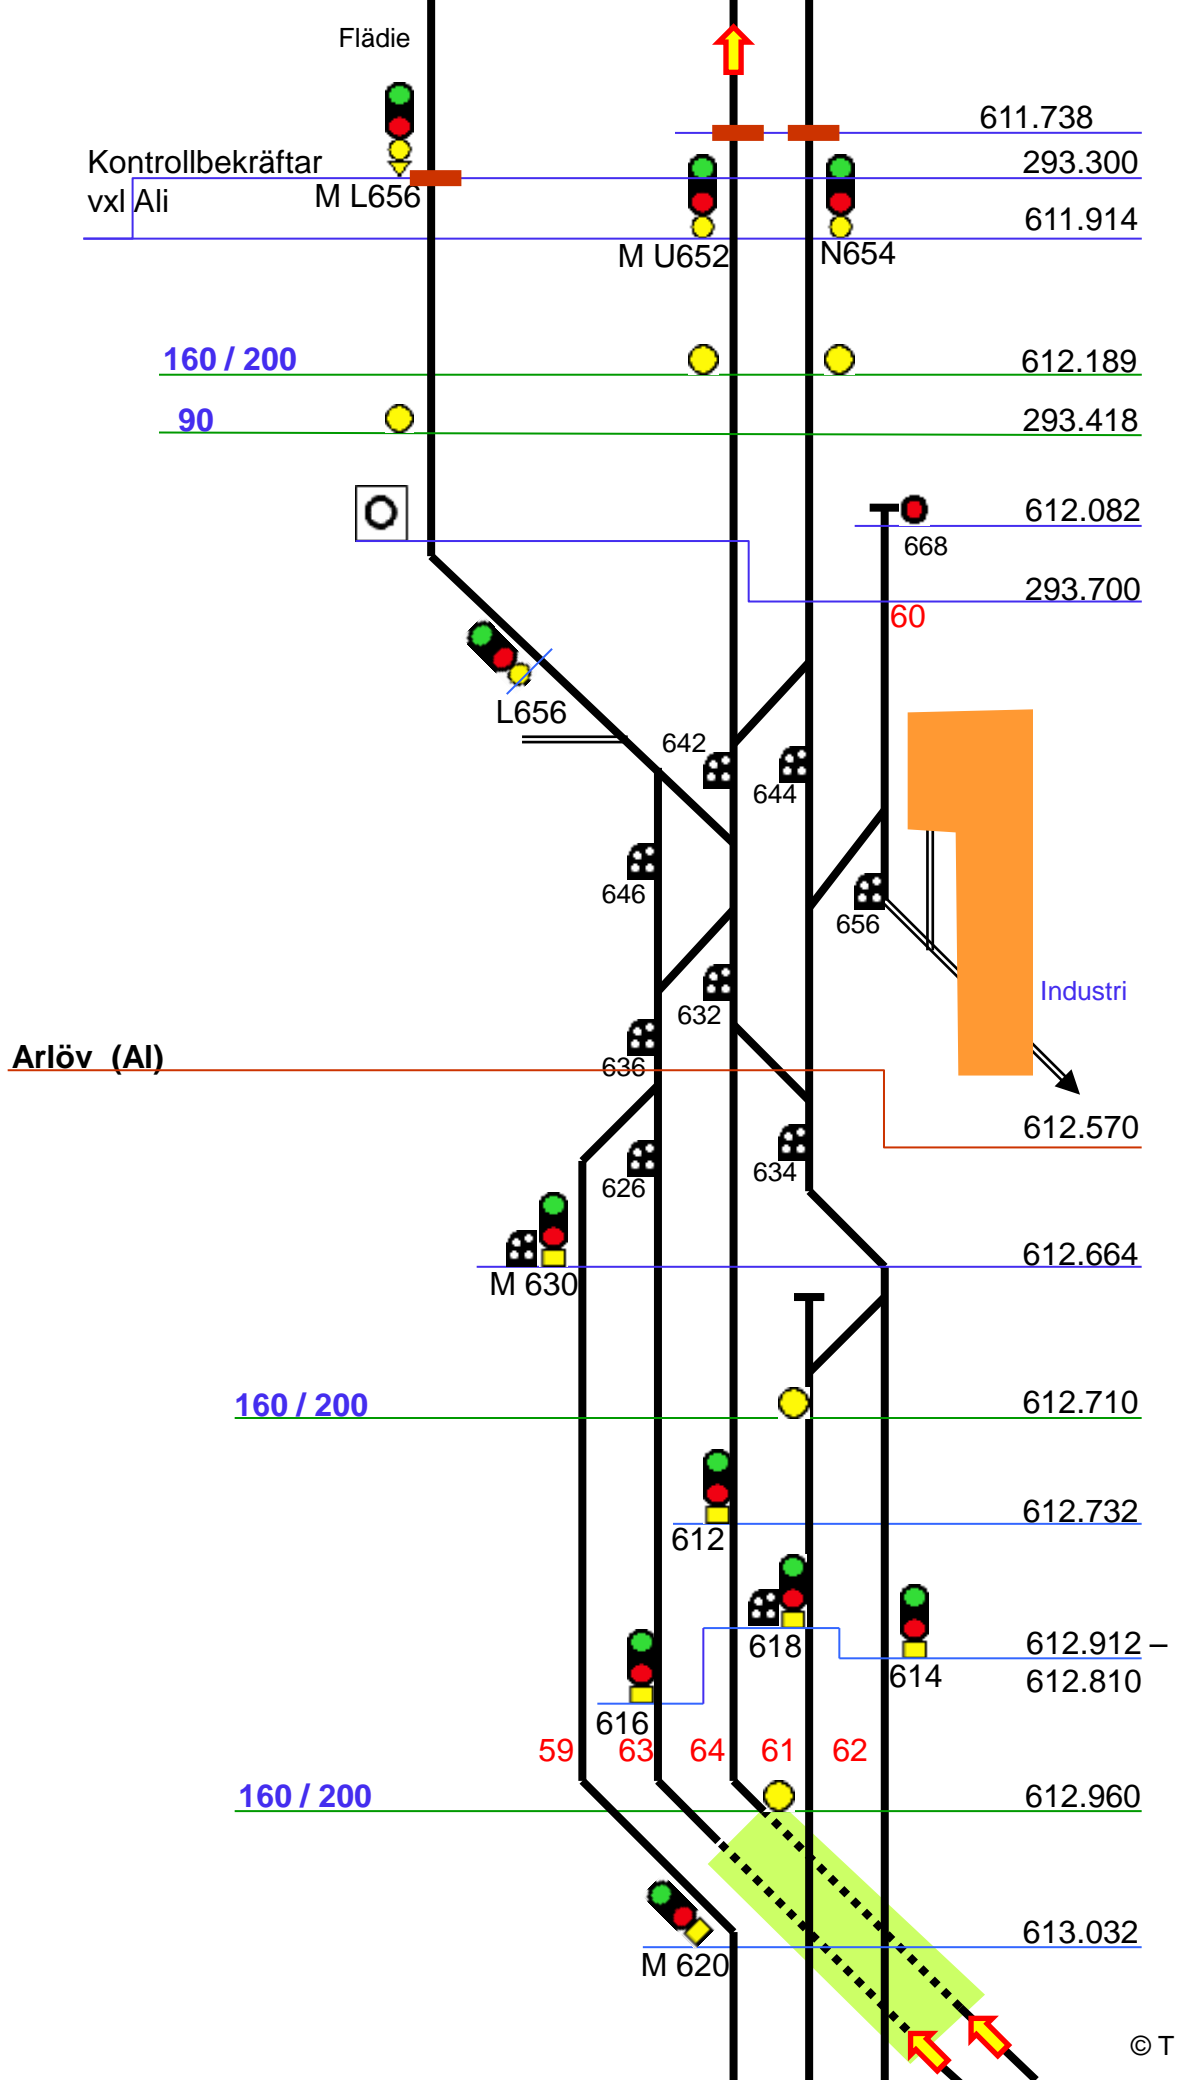 Flädie
611.738
Kontrollbekräftar
293.300
vxl Ali
M L656
611.914
M U652
N654
160 / 200
612.189
90
293.418
612.082
668
293.700
60
L656
642
644
646
656
Industri
632
Arlöv (Al)
636
612.570
634
626
612.664
M 630
160 / 200
612.710
612.732
612
618
612.912 –
614
612.810
616
59
63
64
61
62
160 / 200
612.960
613.032
M 620
© T